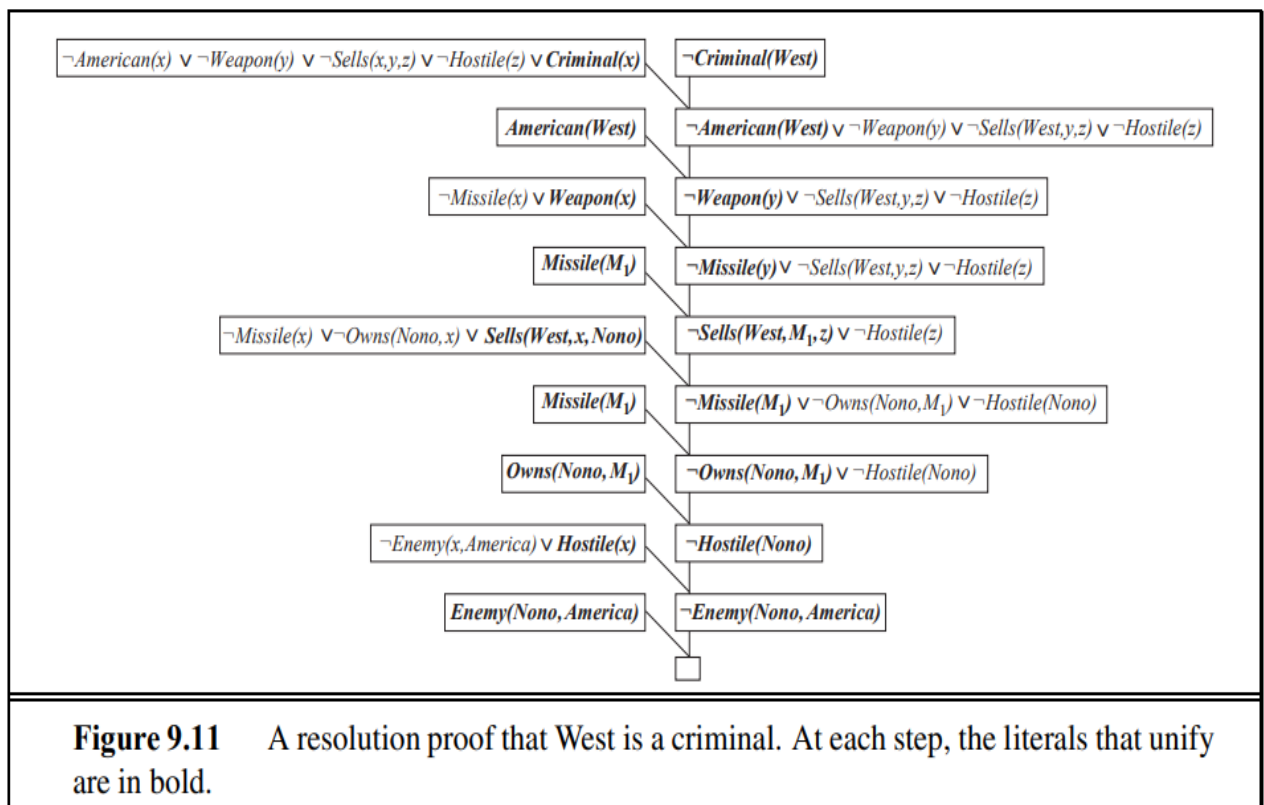 ¬American(x) ∨ ¬Weapon(y) ∨ ¬Sells(x,y,z) ∨ ¬Hostile(z) ∨ Criminal(x) ¬Criminal(West)
American(West) ¬American(West) ∨ ¬Weapon(y) ∨ ¬Sells(West,y,z) ∨ ¬Hostile(z)
¬Missile(x) ∨ Weapon(x) ¬Weapon(y) ∨ ¬Sells(West,y,z) ∨ ¬Hostile(z)
Missile(M₁) ¬Missile(y) ∨ ¬Sells(West,y,z) ∨ ¬Hostile(z)
¬Missile(x) ∨ ¬Owns(Nono,x) ∨ Sells(West,x,Nono) ¬Sells(West,M₁,z) ∨ ¬Hostile(z)
Missile(M₁) ¬Missile(M₁) ∨ ¬Owns(Nono,M₁) ∨ ¬Hostile(Nono)
Owns(Nono,M₁) ¬Owns(Nono,M₁) ∨ ¬Hostile(Nono)
¬Enemy(x,America) ∨ Hostile(x) ¬Hostile(Nono)
Enemy(Nono,America) ¬Enemy(Nono,America)
Figure 9.11 A resolution proof that West is a criminal. At each step, the literals that unify
are in bold.